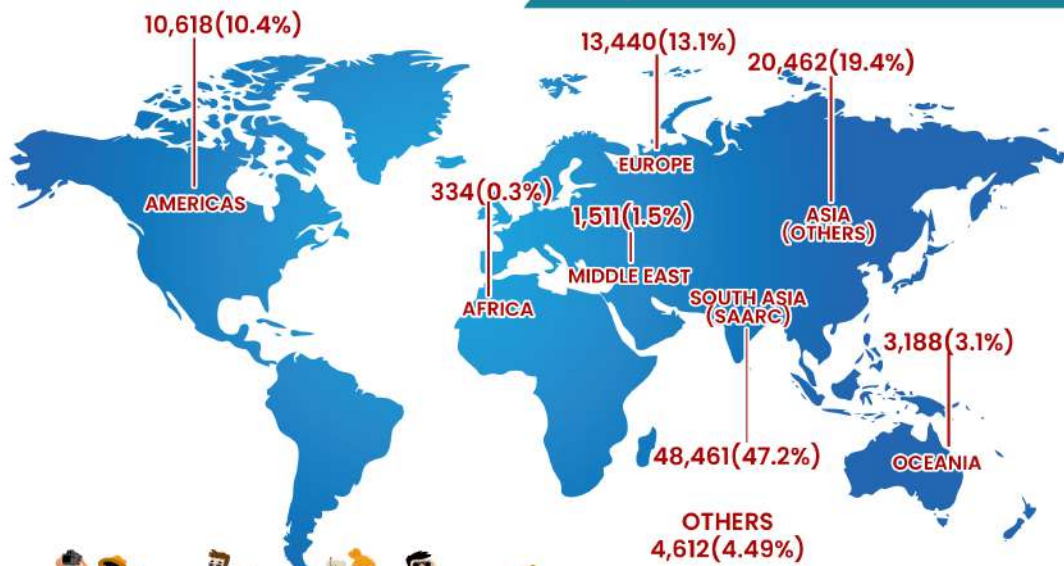 10,618(10.4%)
13,440(13.1%)
20,462(19.4%)
EUROPE
334(0.3%)
AMERICAS
1,511(1.5%)
ASIA
(OTHERS)
MIDDLE EAST
SOUTH ASIA
(SAARC)
AFRICA
3,188(3.1%)
48,461(47.2%)
OCEANIA
OTHERS
4,612(4.49%)